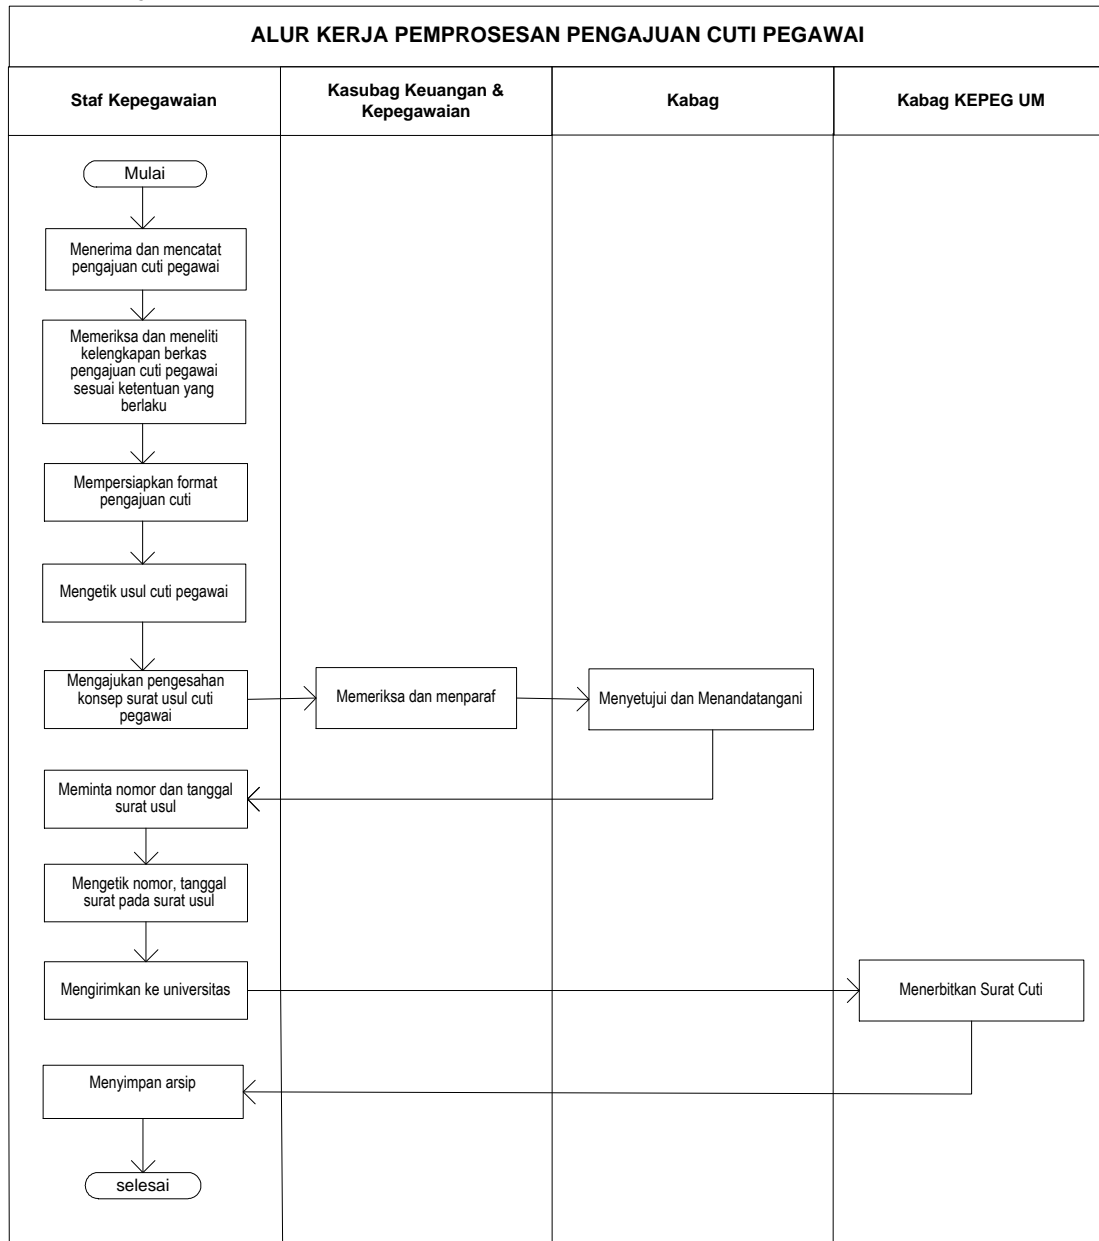 ALUR KERJA PEMPROSESAN PENGAJUAN CUTI PEGAWAI
Staf Kepegawaian
Kasubag Keuangan &
Kepegawaian
Kabag
Kabag KEPEG UM
Mulai
Menerima dan mencatat
pengajuan cuti pegawai
Memeriksa dan meneliti
kelengkapan berkas
pengajuan cuti pegawai
sesuai ketentuan yang
berlaku
Mempersiapkan format
pengajuan cuti
Mengetik usul cuti pegawai
Mengajukan pengesahan
konsep surat usul cuti
pegawai
Memeriksa dan menparaf
Menyetujui dan Menandatangani
Meminta nomor dan tanggal
surat usul
Mengetik nomor, tanggal
surat pada surat usul
Mengirimkan ke universitas
Menerbitkan Surat Cuti
Menyimpan arsip
selesai